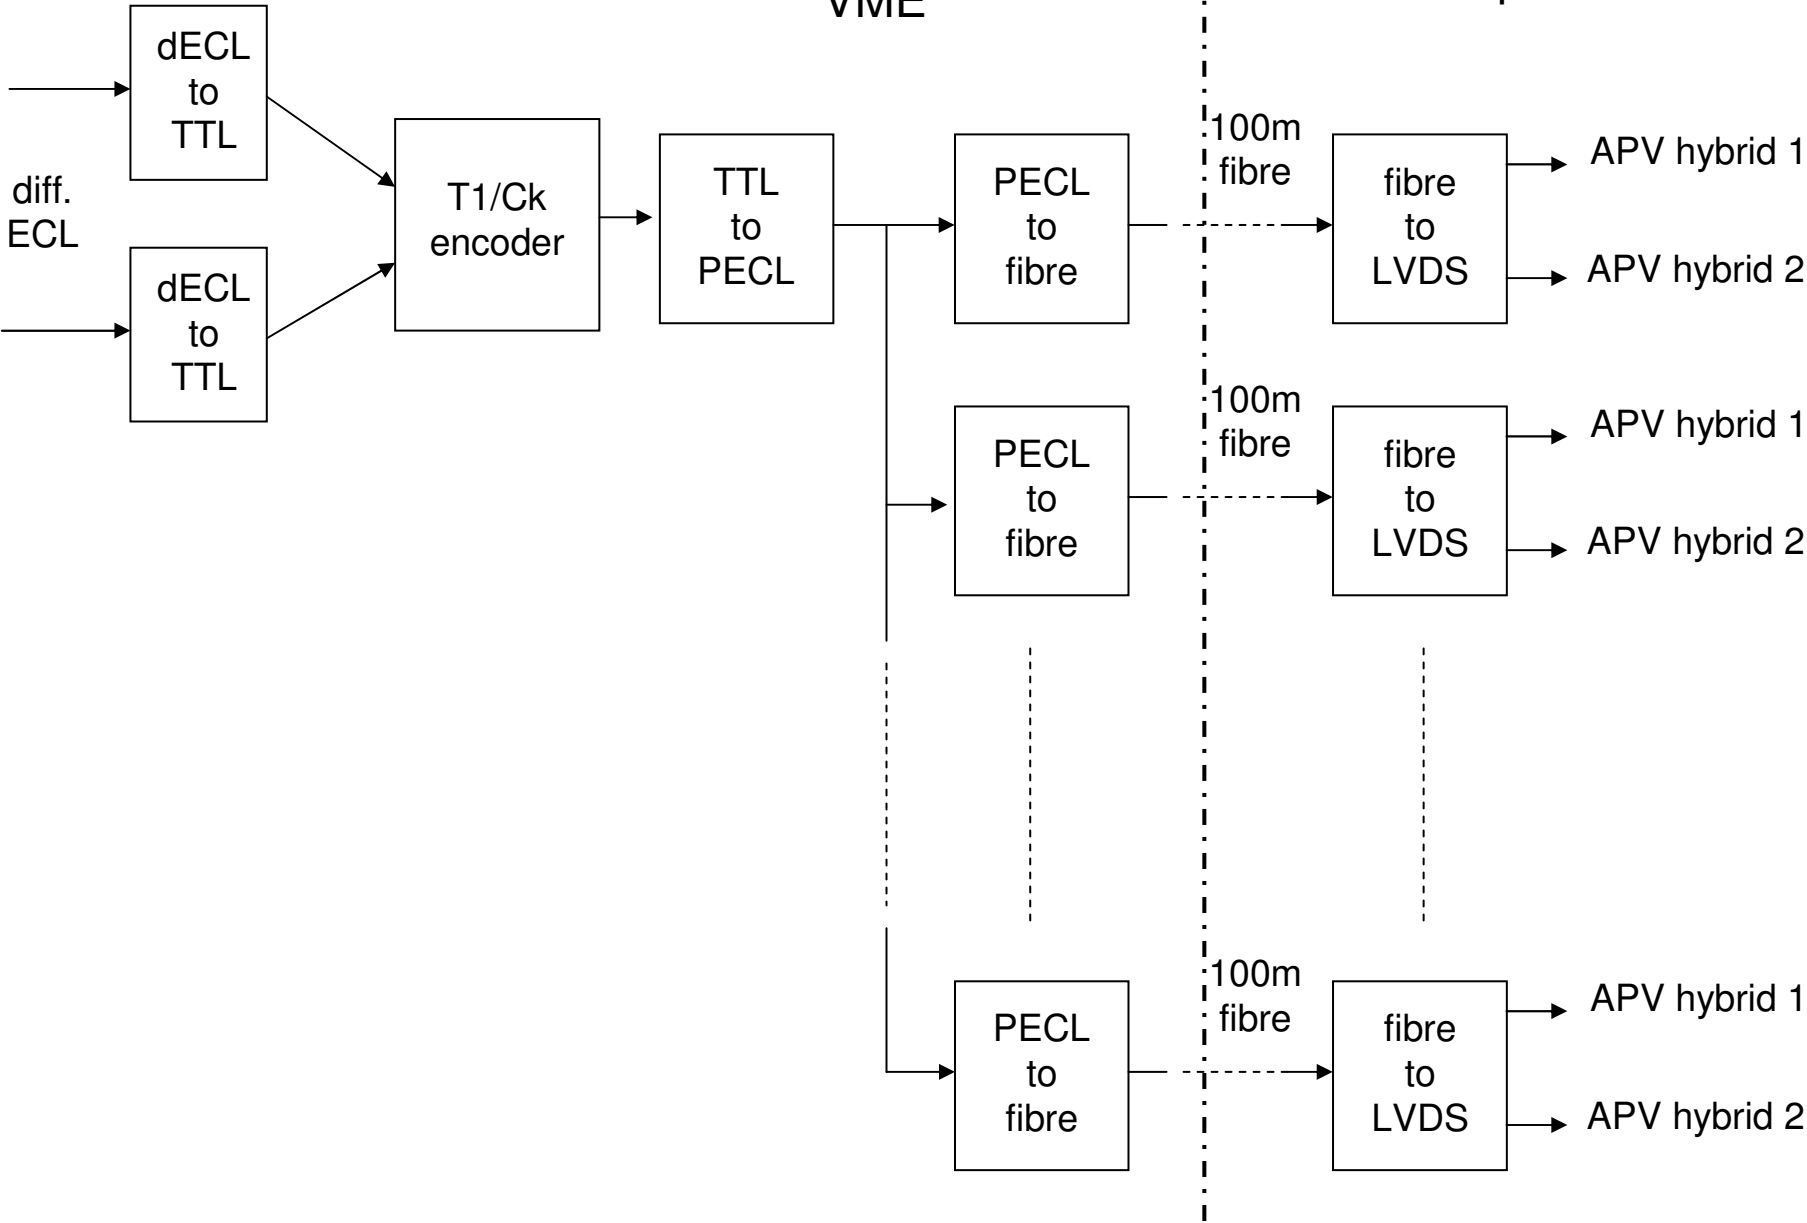 VME
dECL
to
TTL
diff.
ECL
dECL
to
TTL
T1/Ck
encoder
TTL
to
PECL
PECL
to
fibre
100m
fibre
fibre
to
LVDS
APV hybrid 1
APV hybrid 2
PECL
to
fibre
100m
fibre
fibre
to
LVDS
APV hybrid 1
APV hybrid 2
PECL
to
fibre
100m
fibre
fibre
to
LVDS
APV hybrid 1
APV hybrid 2